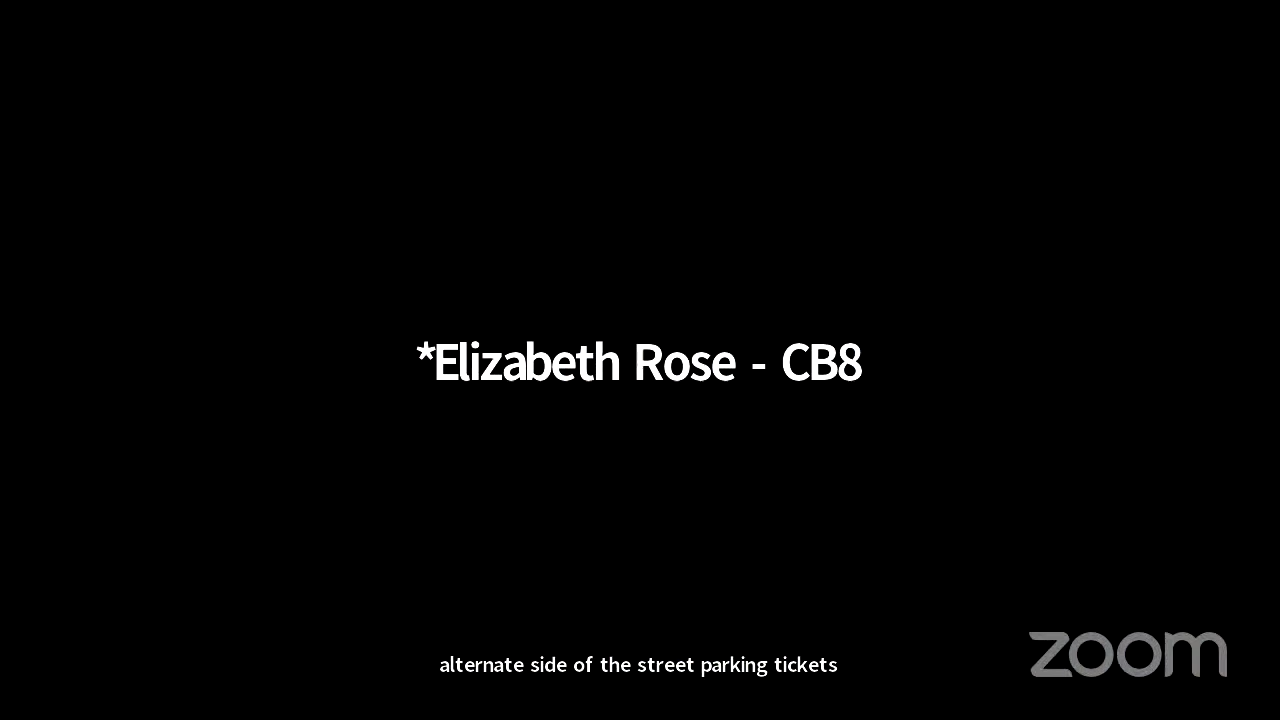 *Elizabeth Rose - CB8
alternate side of the street parking tickets
zoom